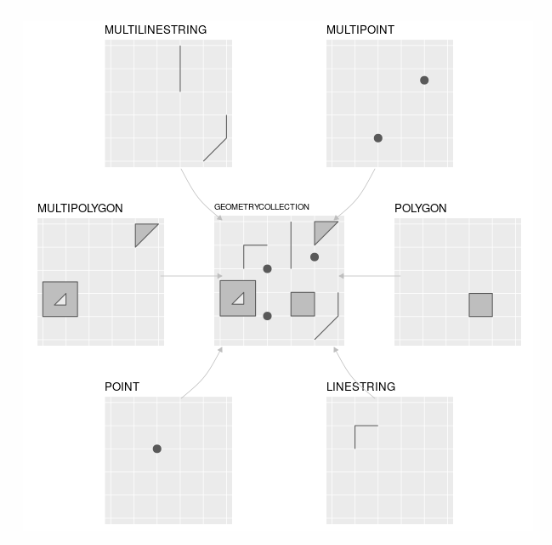 MULTILINESTRING
MULTIPOINT
MULTIPOLYGON
GEOMETRYCOLLECTION
POLYGON
POINT
LINESTRING